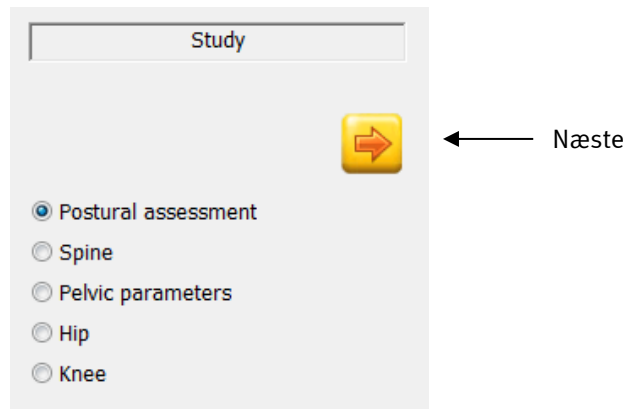 Study
Næste
Postural assessment
Spine
Pelvic parameters
Hip
Knee